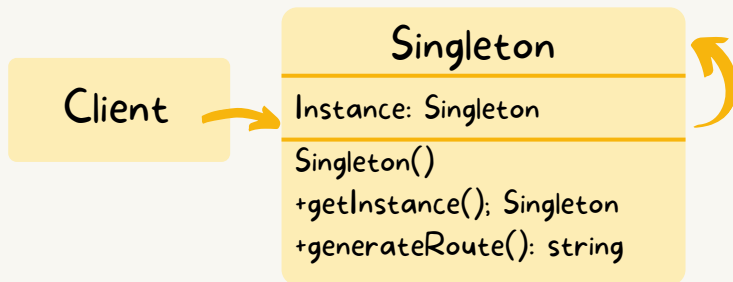 Client
Singleton
Instance: Singleton
Singleton()
+getInstance(); Singleton
+generateRoute(): string